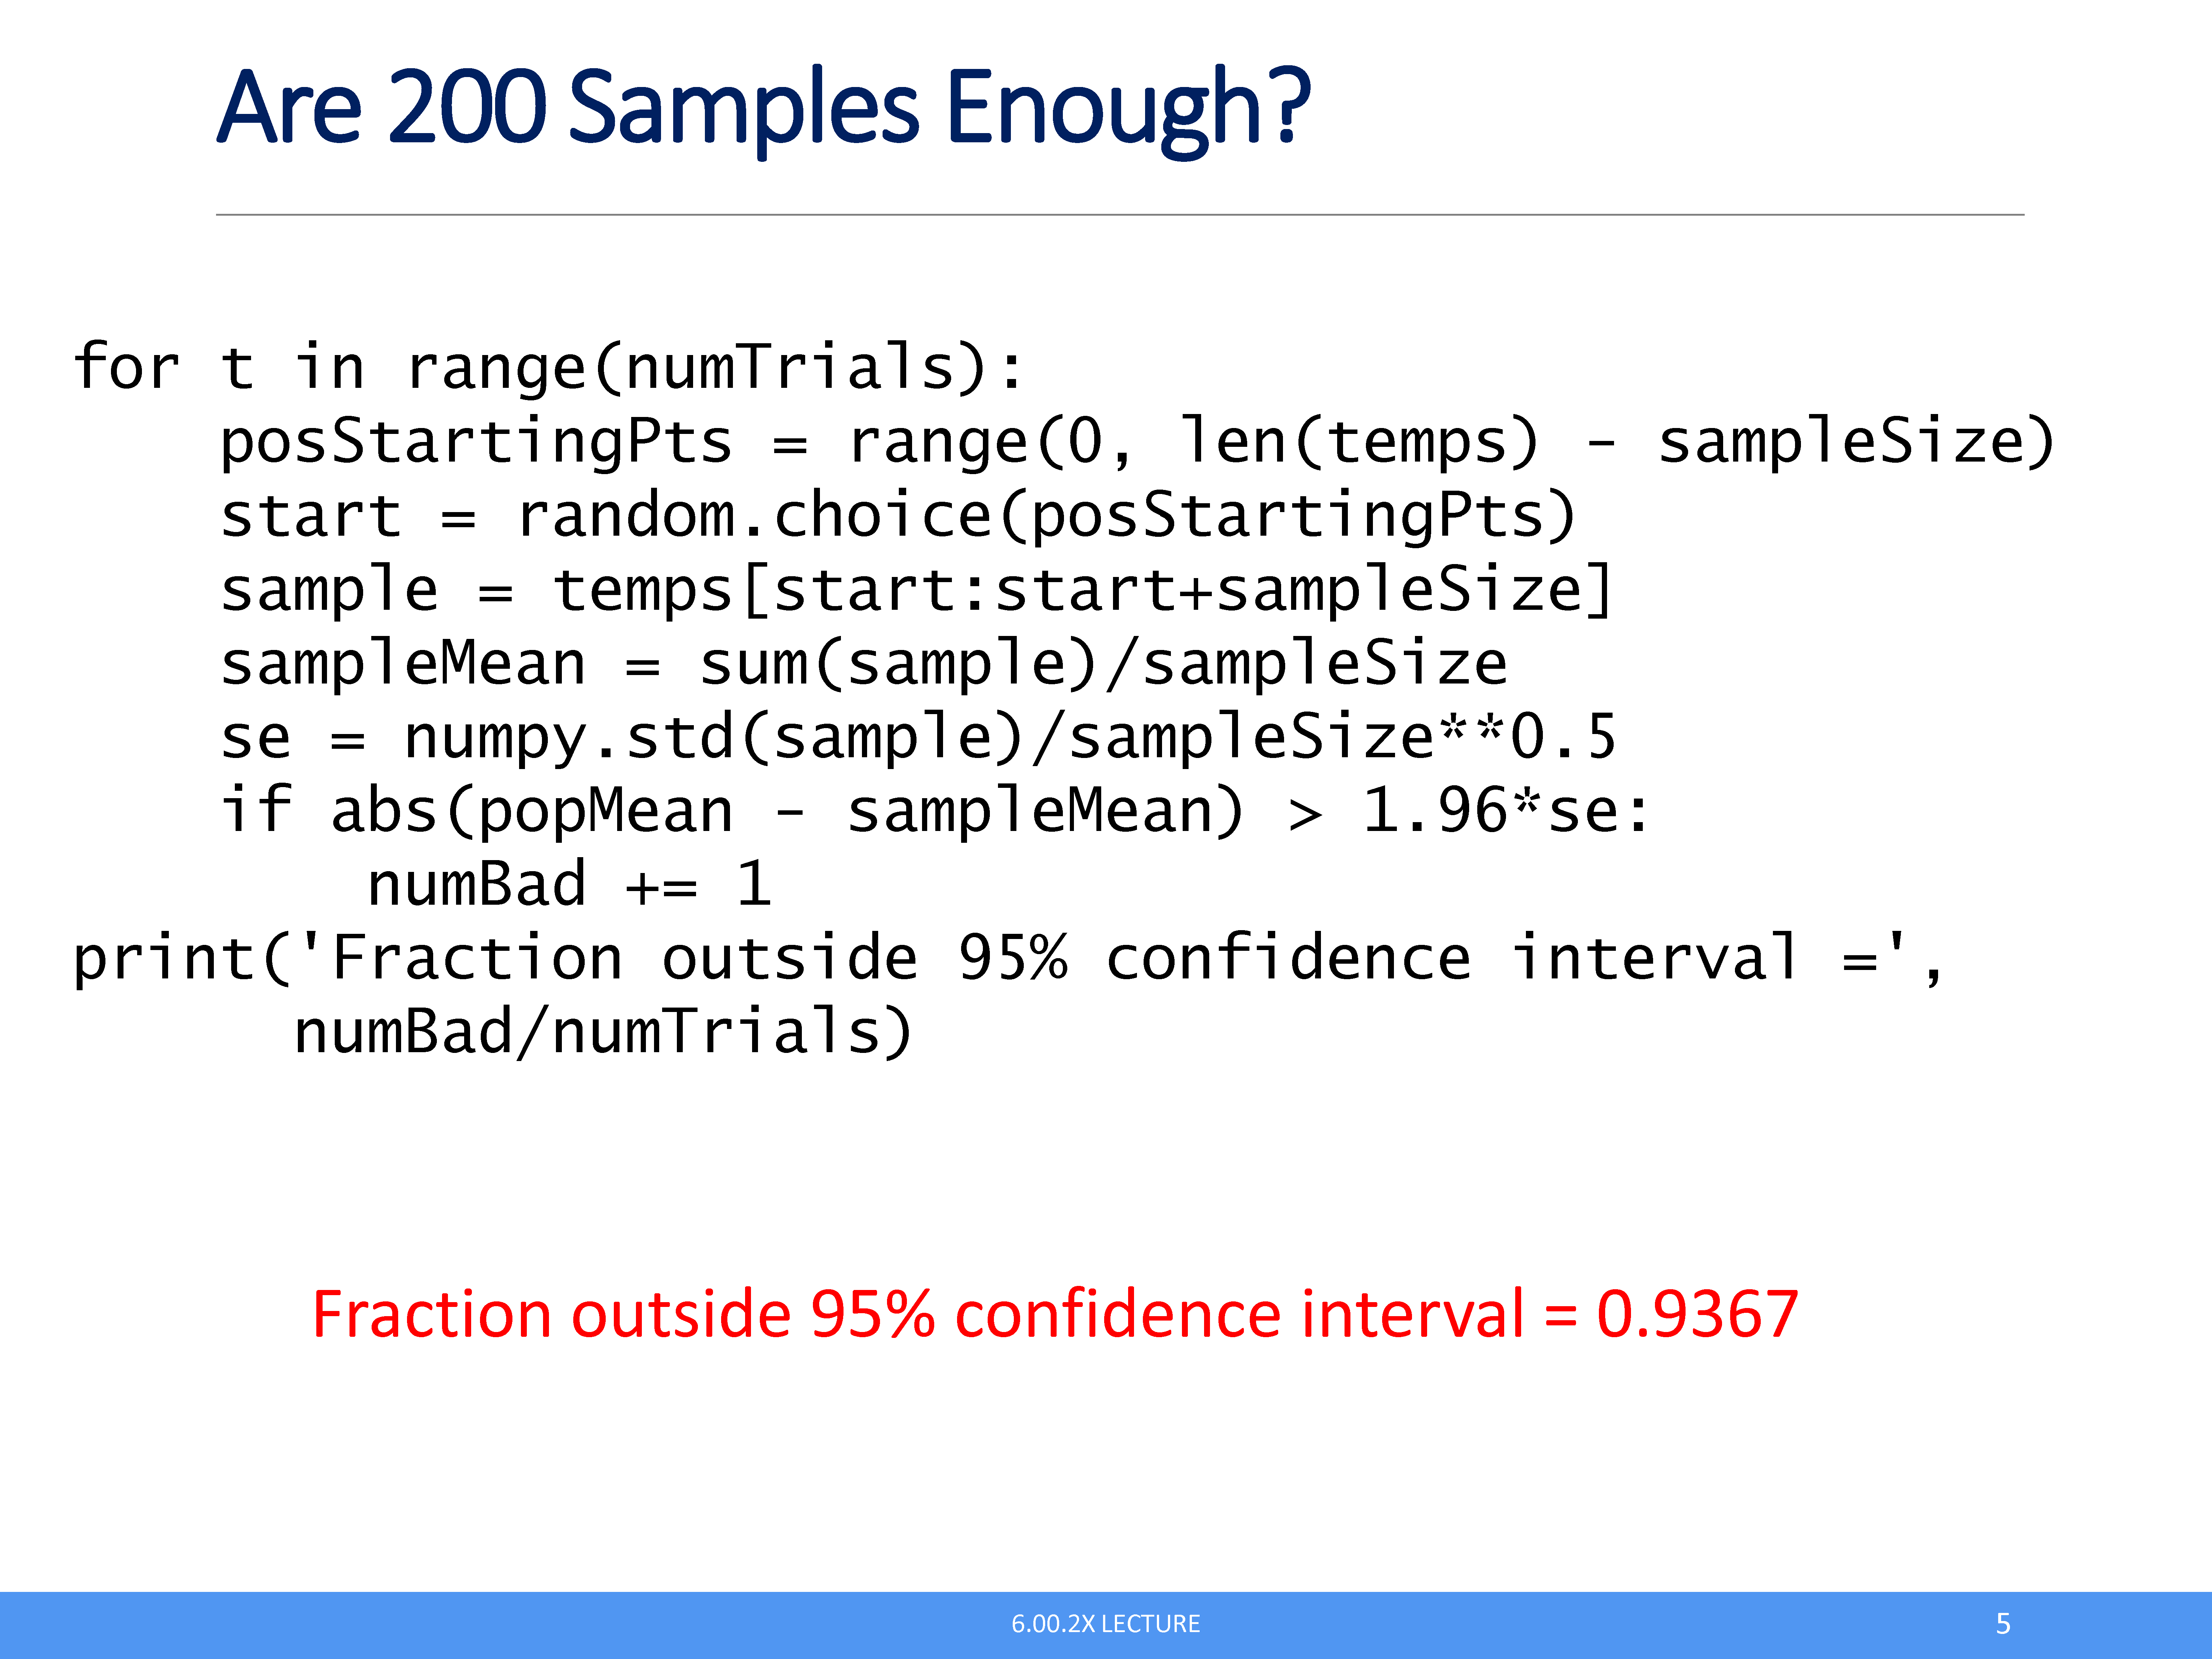 Are 200 Samples Enough?
for t in range(numTrials):
    posStartingPts = range(0, len(temps) – sampleSize)
    start = random.choice(posStartingPts)
    sample = temps[start:start+sampleSize]
    sampleMean = sum(sample)/sampleSize
    se = numpy.std(sample)/sampleSize**0.5
    if abs(popMean – sampleMean) > 1.96*se:
        numBad += 1
print('Fraction outside 95% confidence interval =',
      numBad/numTrials)
Fraction outside 95% confidence interval = 0.9367
6.00.2X LECTURE
5